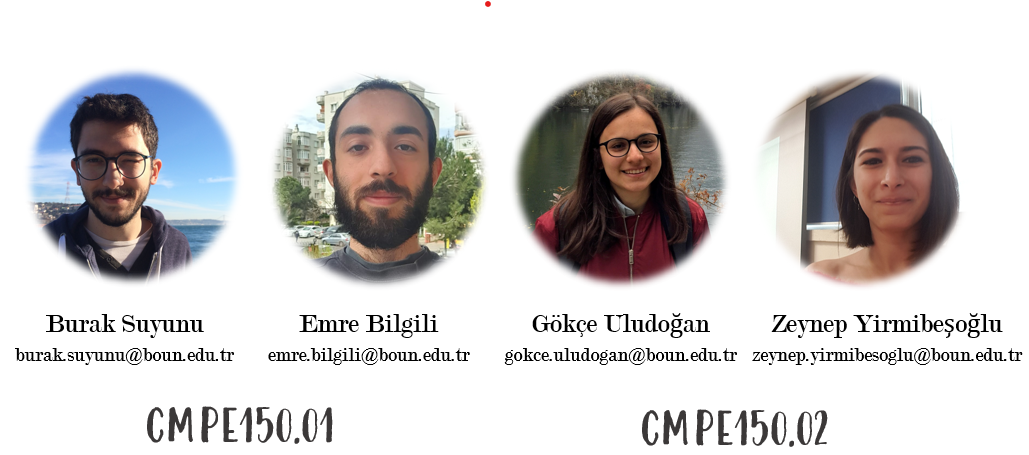 Burak Suyunu
burak.suyunu@boun.edu.tr
Emre Bilgili
emre.bilgili@boun.edu.tr
Gökçe Uludoğan
gokce.uludogan@boun.edu.tr
Zeynep Yirmibeşoğlu
zeynep.yirmibesoglu@boun.edu.tr
CMPE150.01
CMPE150.02